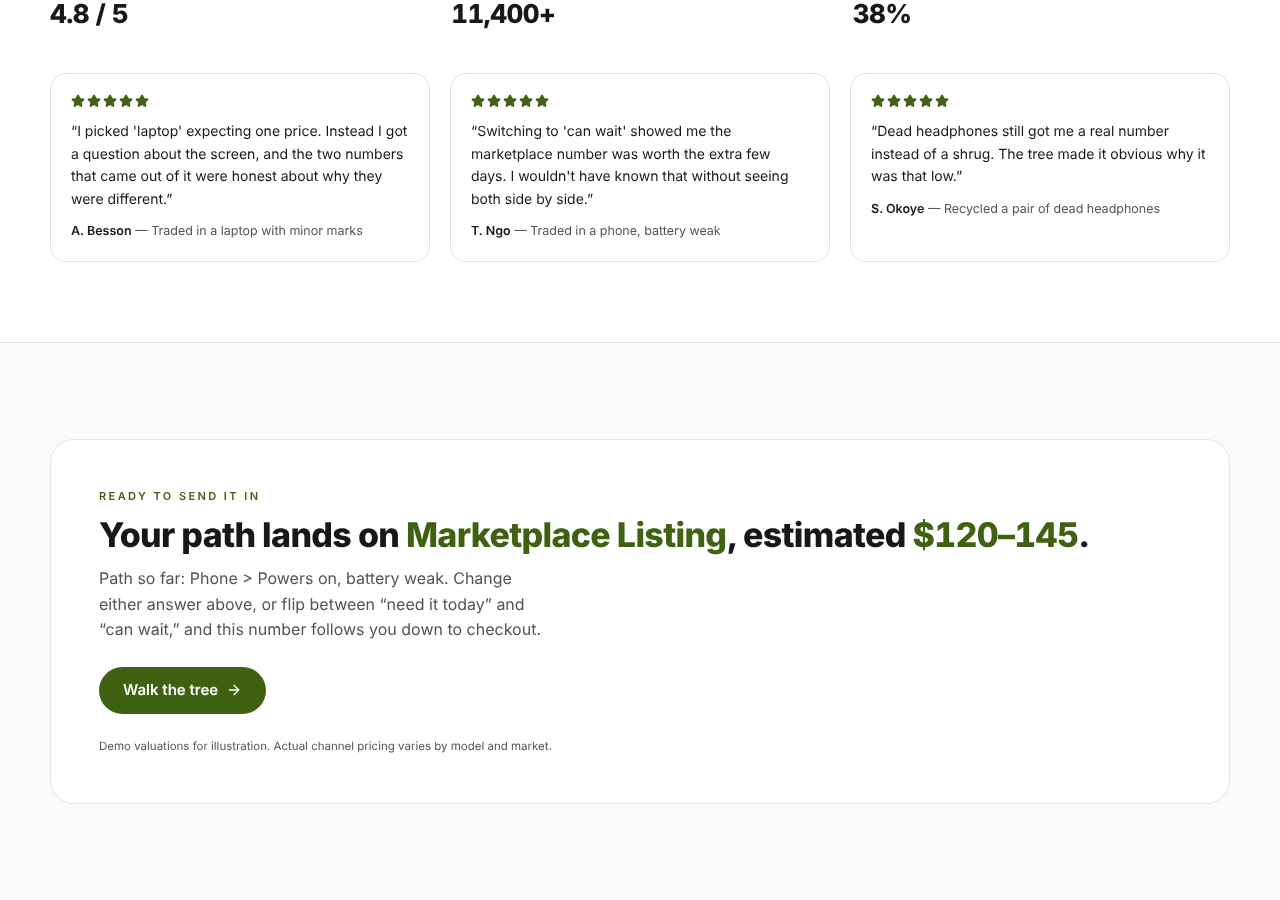 4.8 / 5
11,400+
38%
“I picked 'laptop' expecting one price. Instead I got
a question about the screen, and the two numbers
that came out of it were honest about why they
were different.”
A. Besson — Traded in a laptop with minor marks
“Switching to 'can wait' showed me the
marketplace number was worth the extra few
days. I wouldn't have known that without seeing
both side by side.”
T. Ngo — Traded in a phone, battery weak
“Dead headphones still got me a real number
instead of a shrug. The tree made it obvious why it
was that low.”
S. Okoye — Recycled a pair of dead headphones
READY TO SEND IT IN
Your path lands on Marketplace Listing, estimated $120–145.
Path so far: Phone > Powers on, battery weak. Change
either answer above, or flip between “need it today” and
“can wait,” and this number follows you down to checkout.
Walk the tree →
Demo valuations for illustration. Actual channel pricing varies by model and market.